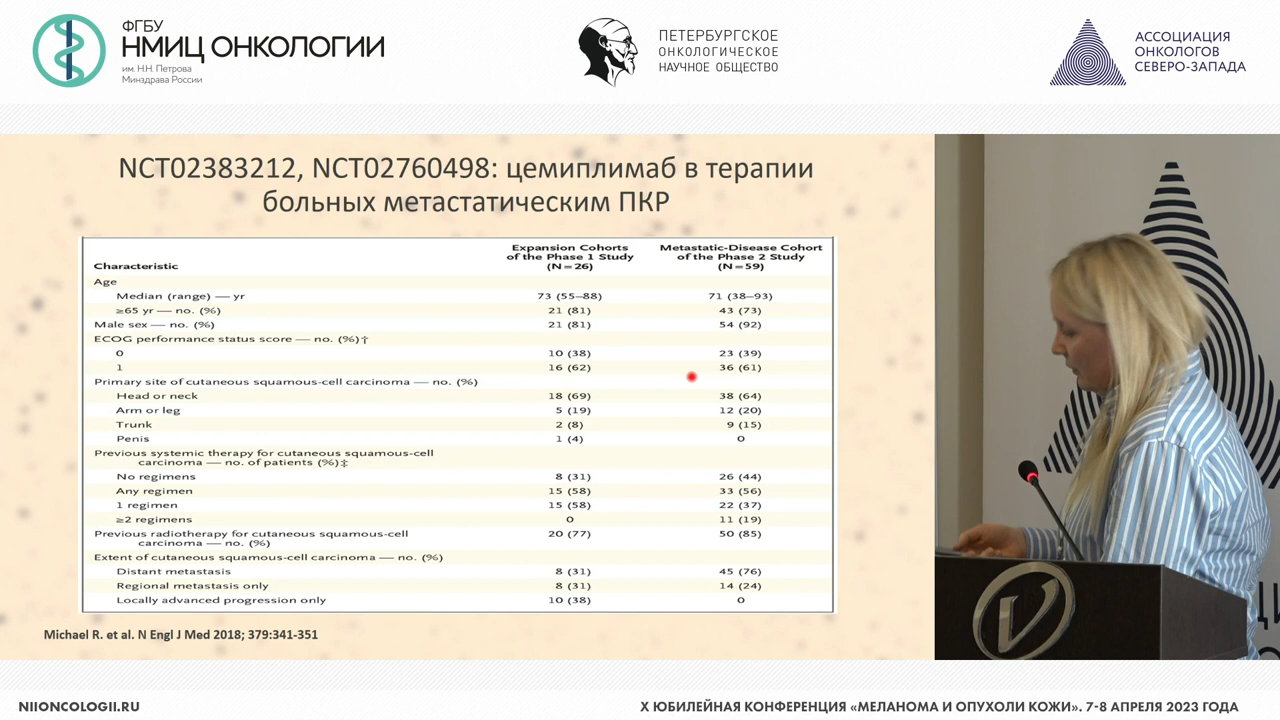 ФГБУ
НМИЦ ОНКОЛОГИИ
им. Н.Н. Петрова
Минздрава России
ПЕТЕРБУРГСКОЕ
ОНКОЛОГИЧЕСКОЕ
НАУЧНОЕ ОБЩЕСТВО
АССОЦИАЦИЯ
ОНКОЛОГОВ
СЕВЕРО-ЗАПАДА
NCT02383212, NCT02760498: цемиплимаб в терапии
больных метастатическим ПКР
Characteristic
Expansion Cohorts
of the Phase 1 Study
(N=26)
Metastatic-Disease Cohort
of the Phase 2 Study
(N=59)
Age
Median (range) — yr 73 (55–88) 71 (38–93)
≥65 yr — no. (%) 21 (81) 43 (73)
Male sex — no. (%) 21 (81) 54 (92)
ECOG performance status score — no. (%)†
0 10 (38) 23 (39)
1 16 (62) 36 (61)
Primary site of cutaneous squamous-cell carcinoma — no. (%)
Head or neck 18 (69) 38 (64)
Arm or leg 5 (19) 12 (20)
Trunk 2 (8) 9 (15)
Penis 1 (4) 0
Previous systemic therapy for cutaneous squamous-cell
carcinoma — no. of patients (%)‡
No regimens 8 (31) 26 (44)
Any regimen 15 (58) 33 (56)
1 regimen 15 (58) 22 (37)
≥2 regimens 0 11 (19)
Previous radiotherapy for cutaneous squamous-cell 20 (77) 50 (85)
carcinoma — no. (%)
Extent of cutaneous squamous-cell carcinoma — no. (%)
Distant metastasis 8 (31) 45 (76)
Regional metastasis only 8 (31) 14 (24)
Locally advanced progression only 10 (38) 0
Michael R. et al. N Engl J Med 2018; 379:341-351
NIIONCOLOGII.RU
X ЮБИЛЕЙНАЯ КОНФЕРЕНЦИЯ «МЕЛАНОМА И ОПУХОЛИ КОЖИ». 7-8 АПРЕЛЯ 2023 ГОДА